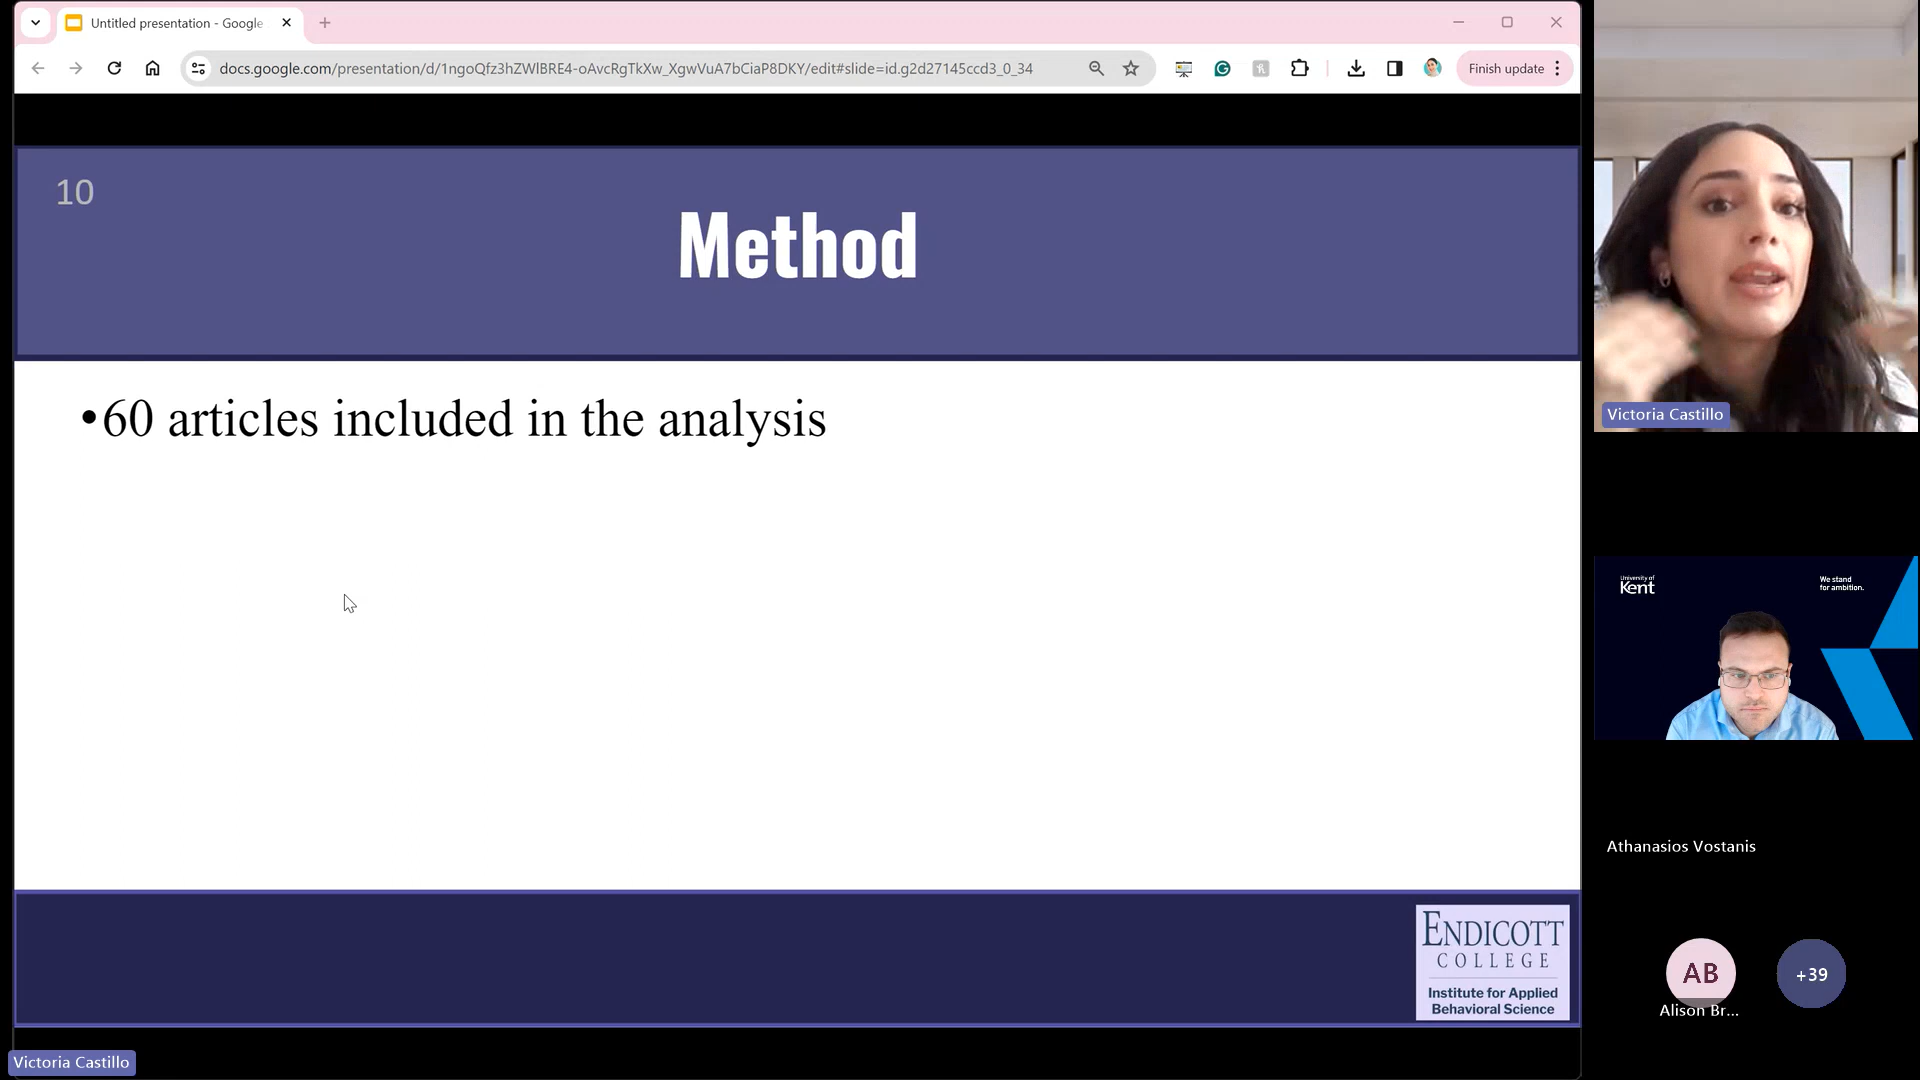 Untitled presentation - Google
docs.google.com/presentation/d/1ngoQfz3hZWlBRE4-oAvcRgTkXw_XgwVuA7bCiaP8DKY/edit#slide=id.g2d27145ccd3_0_34
Finish update
10
Method
•60 articles included in the analysis
ENDICOTT
COLLEGE
Institute for Applied
Behavioral Science
Victoria Castillo
Victoria Castillo
University of
Kent
We stand
for ambition.
Athanasios Vostanis
AB
+39
Alison Br...